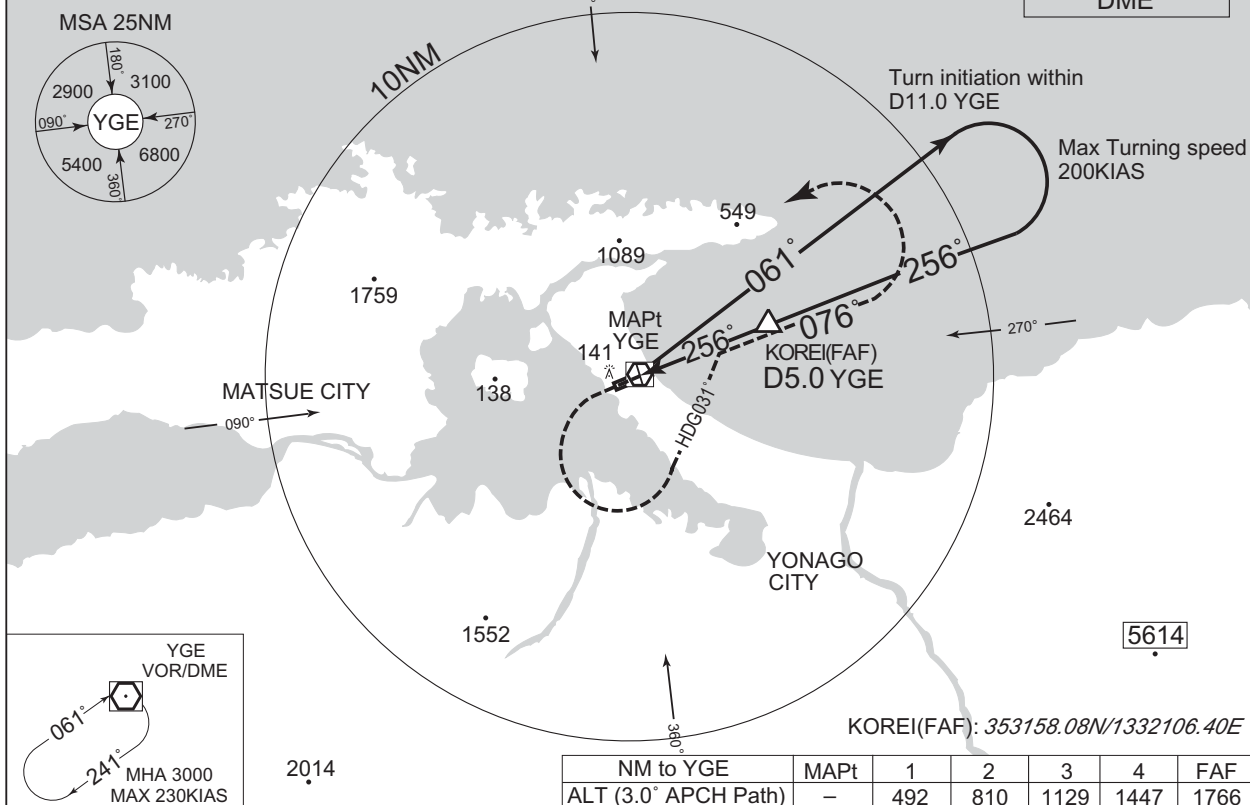 DME
MSA 25NM
180°
2900
3100
090°
YGE
270°
5400
6800
360°
10NM
Turn initiation within
D11.0 YGE
Max Turning speed
200KIAS
549
1089
1759
061°
256°
076°
256°
270°
MAPt
YGE
141
KOREI(FAF)
D5.0 YGE
MATSUE CITY
138
090°
HDG031°
2464
YONAGO
CITY
1552
5614
YGE
VOR/DME
061°
241°
MHA 3000
MAX 230KIAS
360°
2014
KOREI(FAF): 353158.08N/1332106.40E
NM to YGE MAPt 1 2 3 4 FAF
ALT (3.0° APCH Path) – 492 810 1129 1447 1766